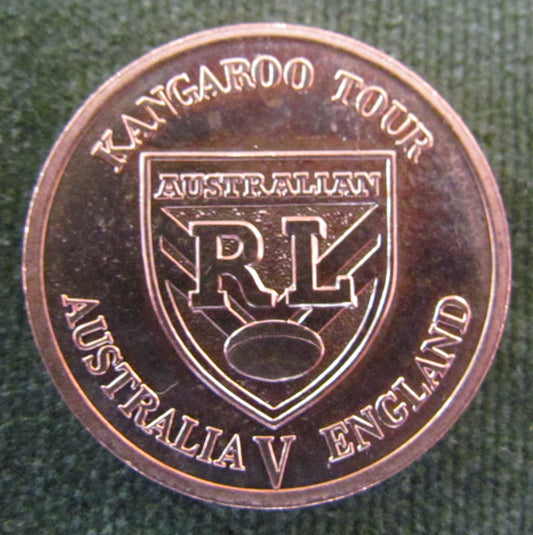 KANGAROO TOUR
AUSTRALIAN
RL
AUSTRALIA V ENGLAND